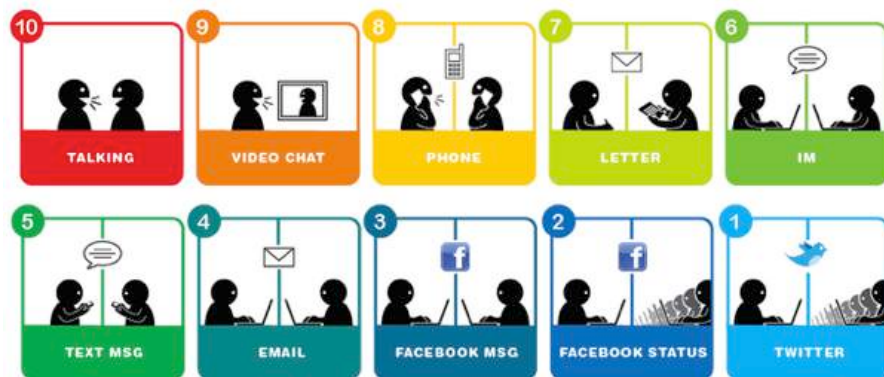 10
9
8
7
6
TALKING
VIDEO CHAT
PHONE
LETTER
IM
5
4
3
2
1
f
f
TEXT MSG
EMAIL
FACEBOOK MSG
FACEBOOK STATUS
TWITTER